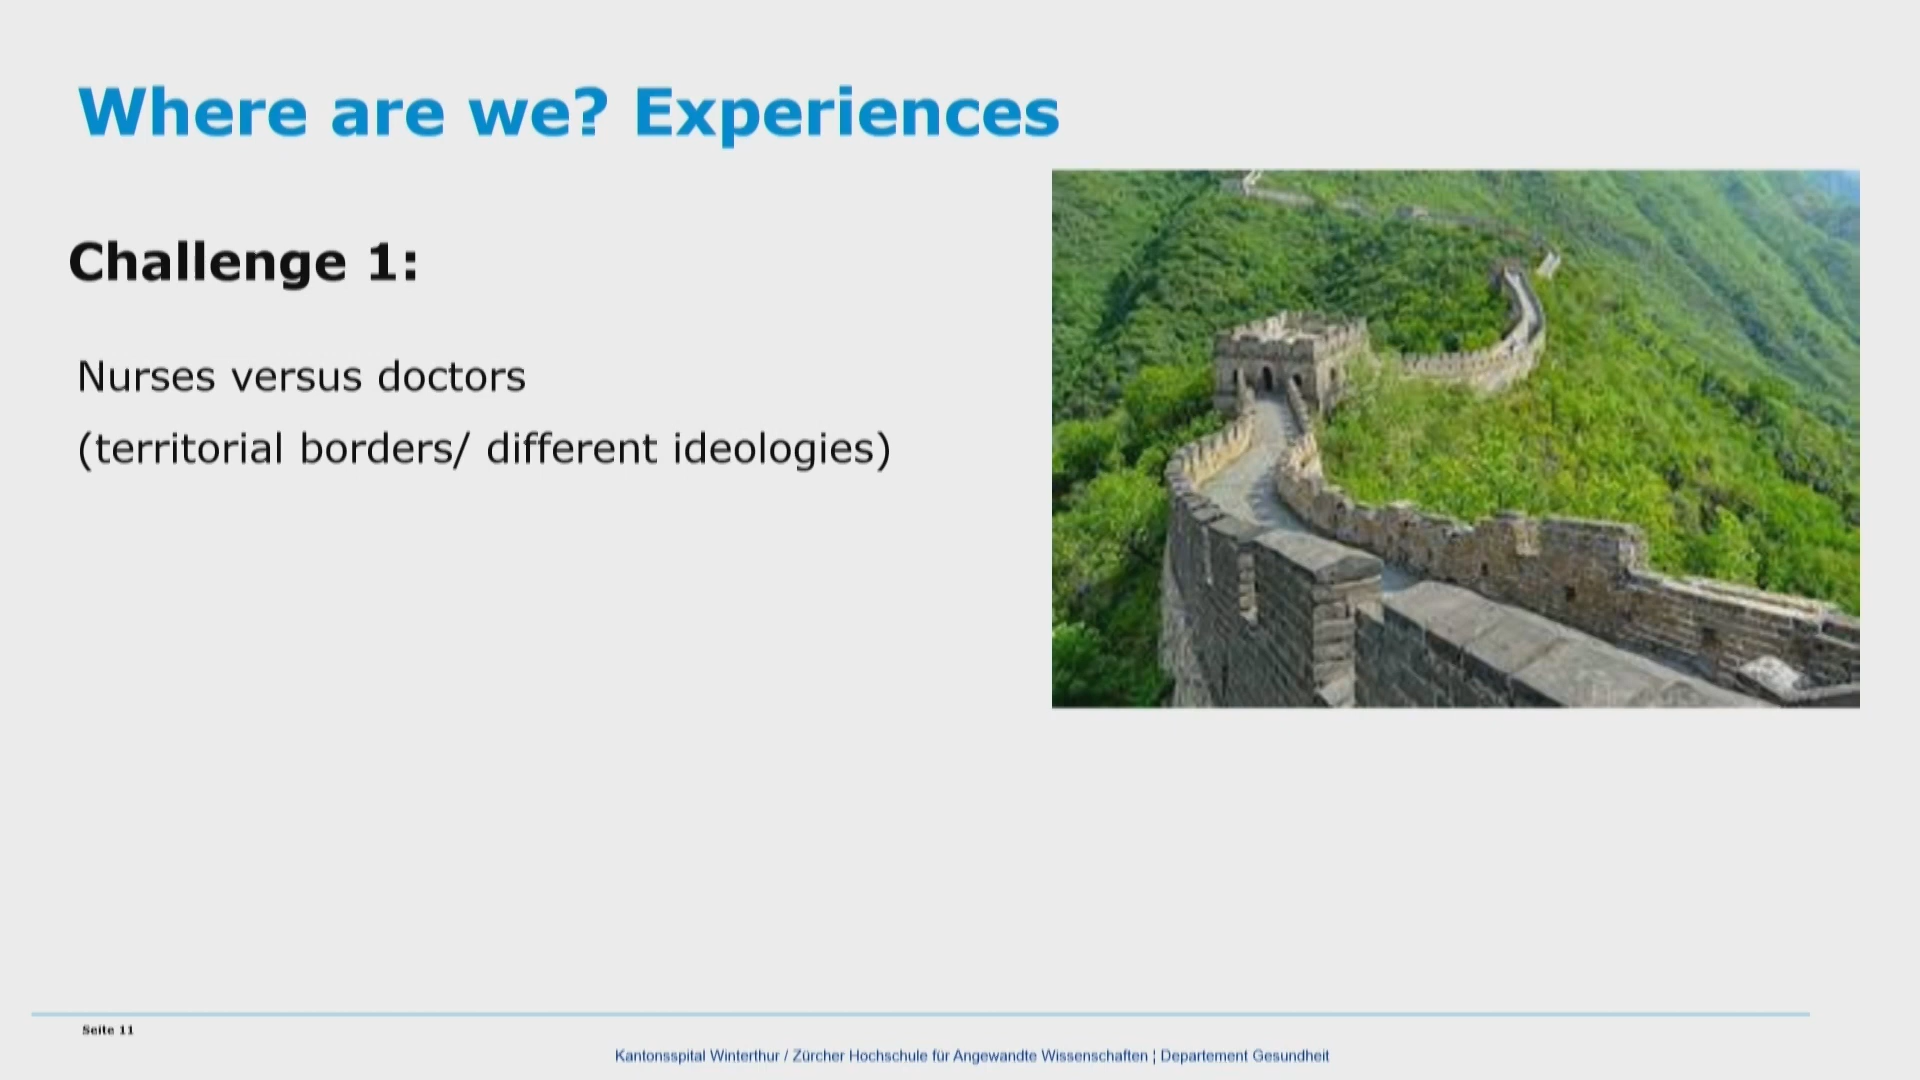 Where are we? Experiences
Challenge 1:
Nurses versus doctors
(territorial borders/ different ideologies)
Seite 11
Kantonsspital Winterthur / Zürcher Hochschule für Angewandte Wissenschaften ¦ Departement Gesundheit